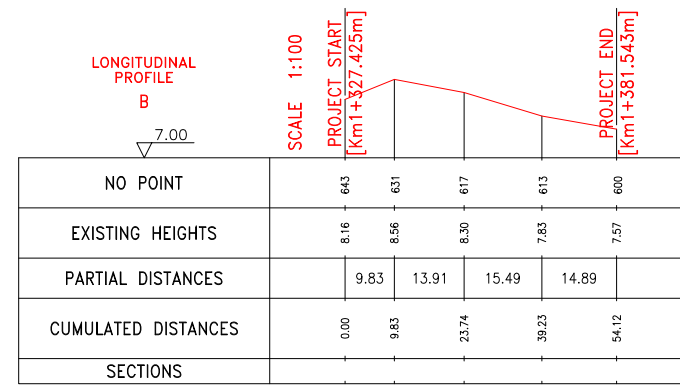 LONGITUDINAL
PROFILE
B
7.00
SCALE 1:100
PROJECT START
[Km1+327.425m]
PROJECT END
[Km1+381.543m]
NO POINT 643 631 617 613 600
EXISTING HEIGHTS 8.16 8.56 8.30 7.83 7.57
PARTIAL DISTANCES 9.83 13.91 15.49 14.89
CUMULATED DISTANCES 0.00 9.83 23.74 39.23 54.12
SECTIONS